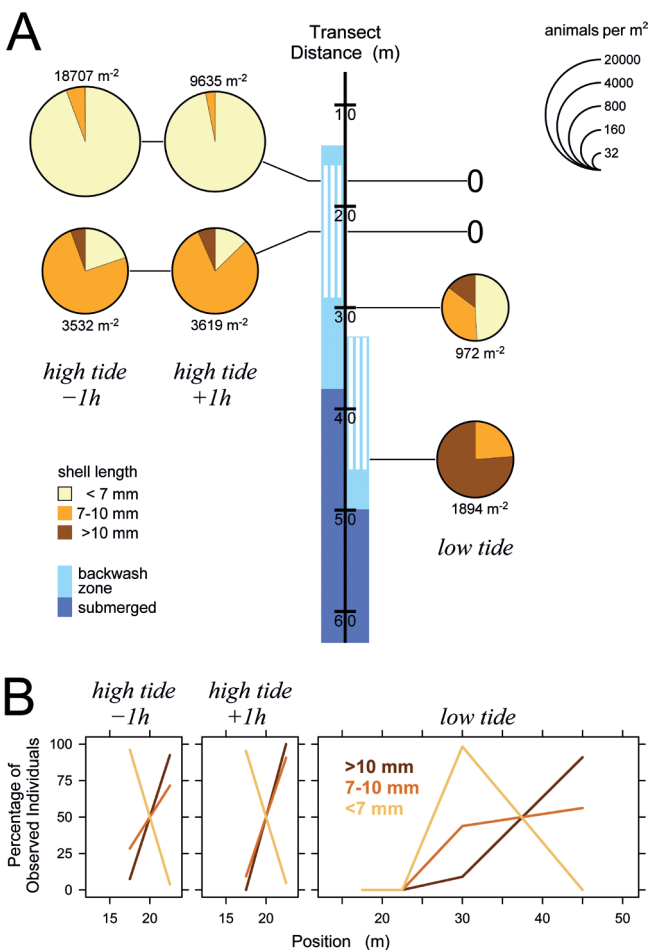 A
Transect
Distance (m)
animals per m²
20000
4000
800
160
32
18707 m⁻²
9635 m⁻²
10
0
20
0
3532 m⁻²
3619 m⁻²
30
972 m⁻²
high tide
−1h
high tide
+1h
40
1894 m⁻²
low tide
shell length
< 7 mm
7-10 mm
>10 mm
50
backwash
zone
submerged
60
B
high tide
−1h
high tide
+1h
low tide
Percentage of
Observed Individuals
100
75
50
25
0
>10 mm
7-10 mm
<7 mm
15 20
15 20
20 30 40 50
Position (m)